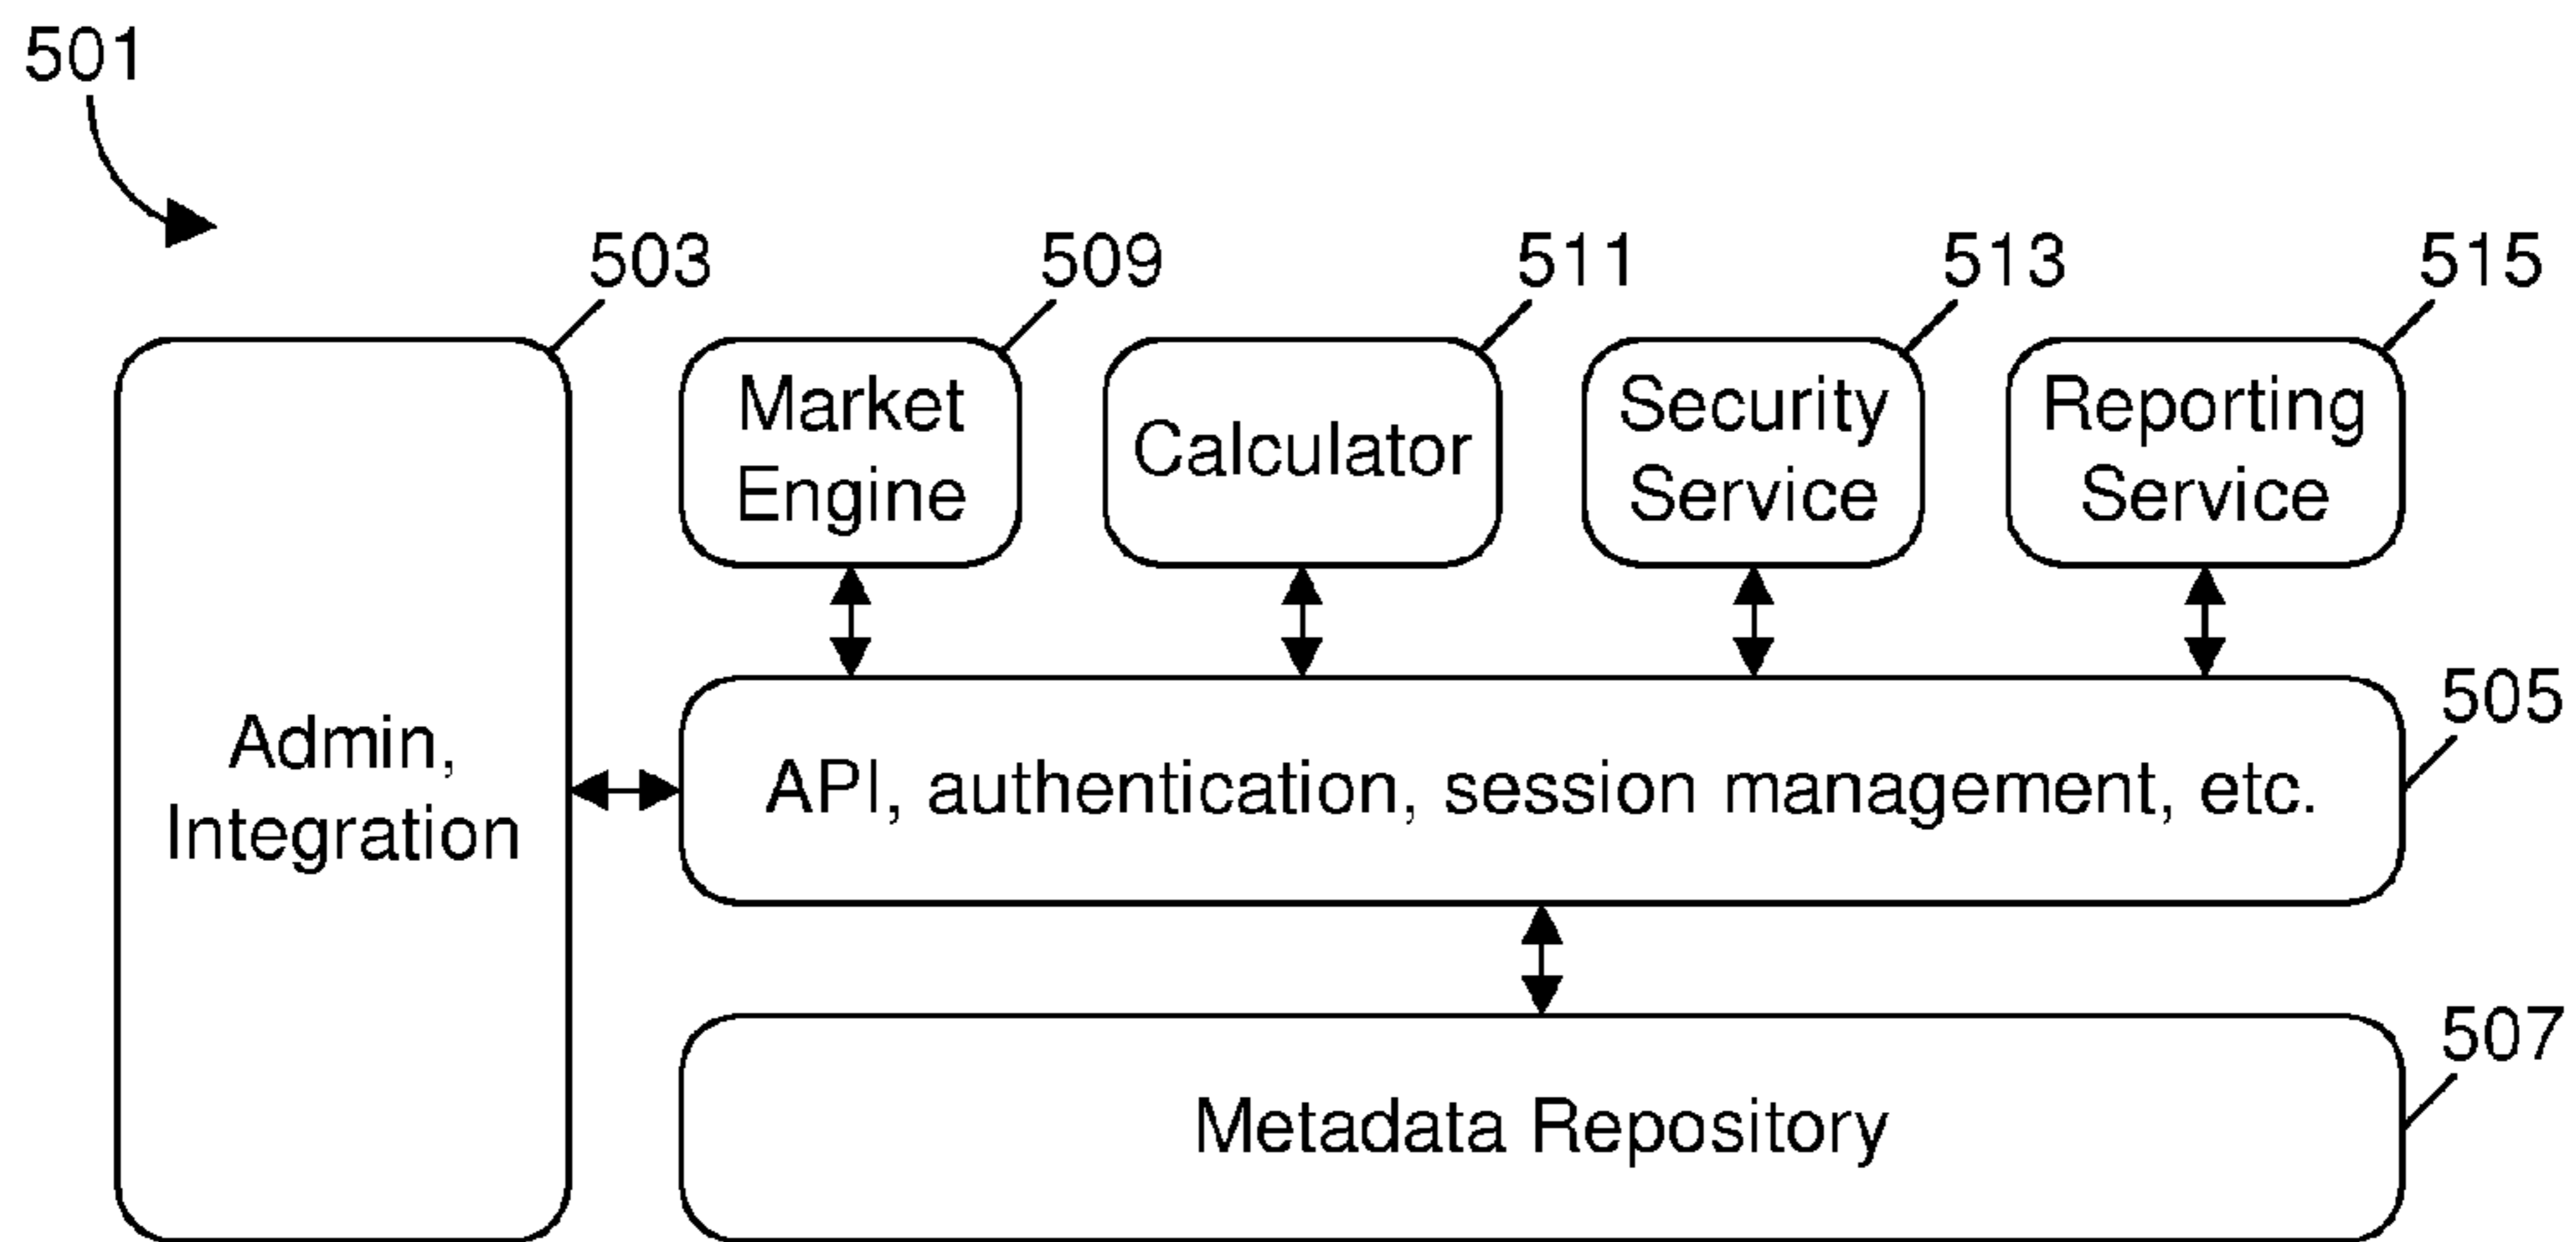 501
503
509
511
513
515
Market
Engine
Calculator
Security
Service
Reporting
Service
505
Admin,
Integration
API, authentication, session management, etc.
507
Metadata Repository